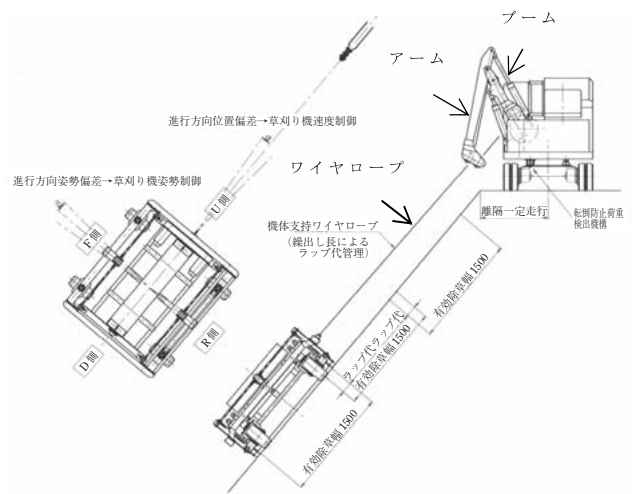 ブーム
アーム
進行方向位置偏差→草刈り機速度制御
ワイヤロープ
進行方向姿勢偏差→草刈り機姿勢制御
U側
F側
機体支持ワイヤロープ
(繰出し長による
ラップ代管理)
離隔一定走行
転倒防止荷重
検出機構
有効除草幅1500
R側
D側
ラップ代
ラップ代
有効除草幅1500
有効除草幅1500